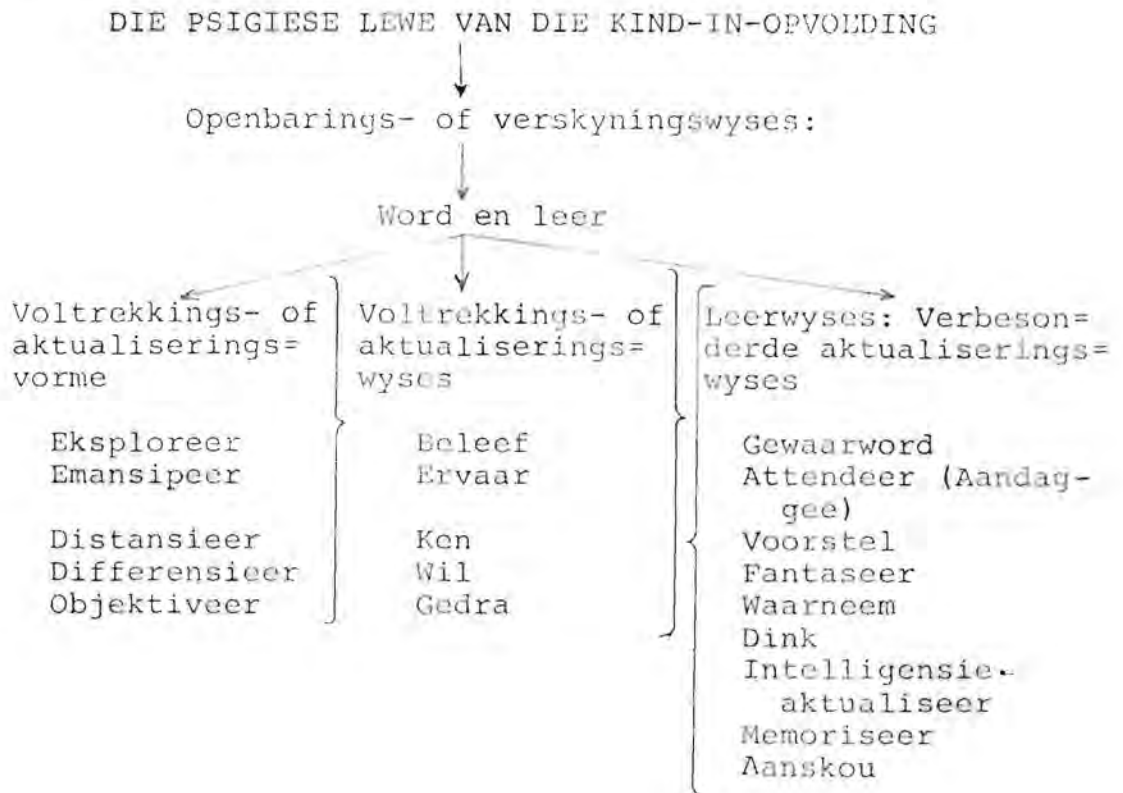 DIE PSIGIESE LEWE VAN DIE KIND-IN-OPVOEDING
Openbarings- of verskyningswyses:
Word en leer
Voltrekkings- of
aktualiserings=
vorme
Eksploreer
Emansipeer
Distansieer
Differensieer
Objektiveer
Voltrekkings- of
aktualiserings=
wyses
Beleef
Ervaar
Ken
Wil
Gedra
Leerwyses: Verbeson=
derde aktualiserings=
wyses
Gewaarword
Attendeer (Aandag-
gee)
Voorstel
Fantaseer
Waarneem
Dink
Intelligensie-
aktualiseer
Memoriseer
Aanskou